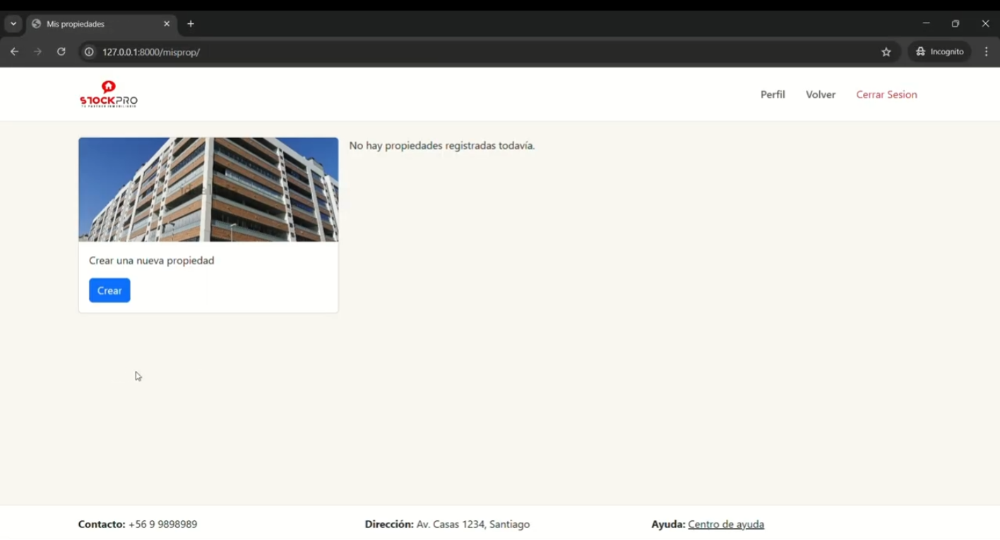 Mis propiedades
127.0.0.1:8000/misprop/
Incognito
STOCKPRO
TU PARTNER INMOBILIARIO
Perfil
Volver
Cerrar Sesion
No hay propiedades registradas todavía.
Crear una nueva propiedad
Crear
Contacto: +56 9 9898989
Dirección: Av. Casas 1234, Santiago
Ayuda: Centro de ayuda